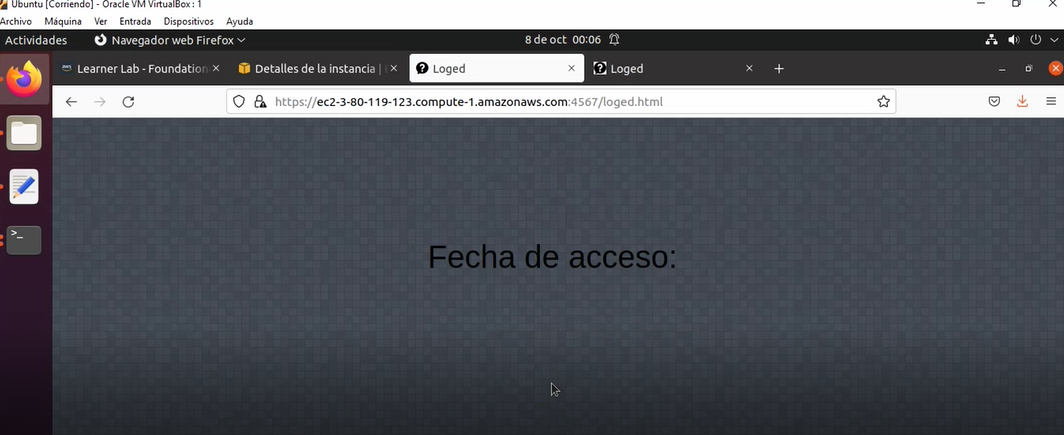 Ubuntu [Corriendo] - Oracle VM VirtualBox : 1
Archivo Máquina Ver Entrada Dispositivos Ayuda
Actividades Navegador web Firefox 8 de oct 00:06
Learner Lab - Foundation Detalles de la instancia | Loged Loged
https://ec2-3-80-119-123.compute-1.amazonaws.com:4567/loged.html
Fecha de acceso: